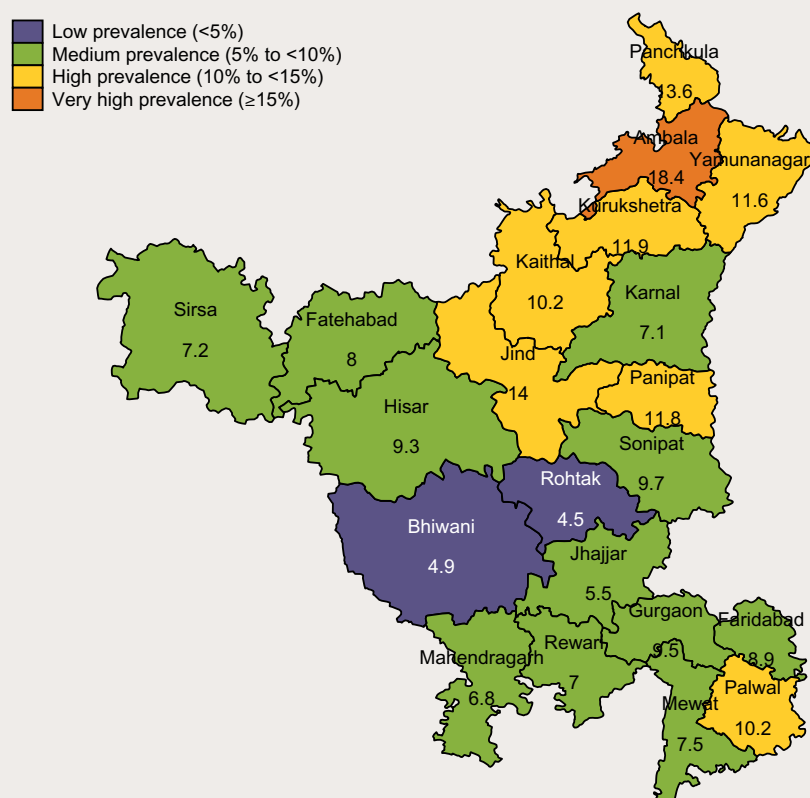 Low prevalence (<5%)
Medium prevalence (5% to <10%)
High prevalence (10% to <15%)
Very high prevalence (≥15%)
Panchkula
13.6
Ambala
18.4
Yamunanagar
11.6
Kurukshetra
11.9
Kaithal
10.2
Karnal
7.1
Sirsa
7.2
Fatehabad
8
Jind
14
Panipat
11.8
Hisar
9.3
Sonipat
9.7
Rohtak
4.5
Bhiwani
4.9
Jhajjar
5.5
Gurgaon
9.5
Faridabad
8.9
Mahendragarh
6.8
Rewari
7
Palwal
10.2
Mewat
7.5